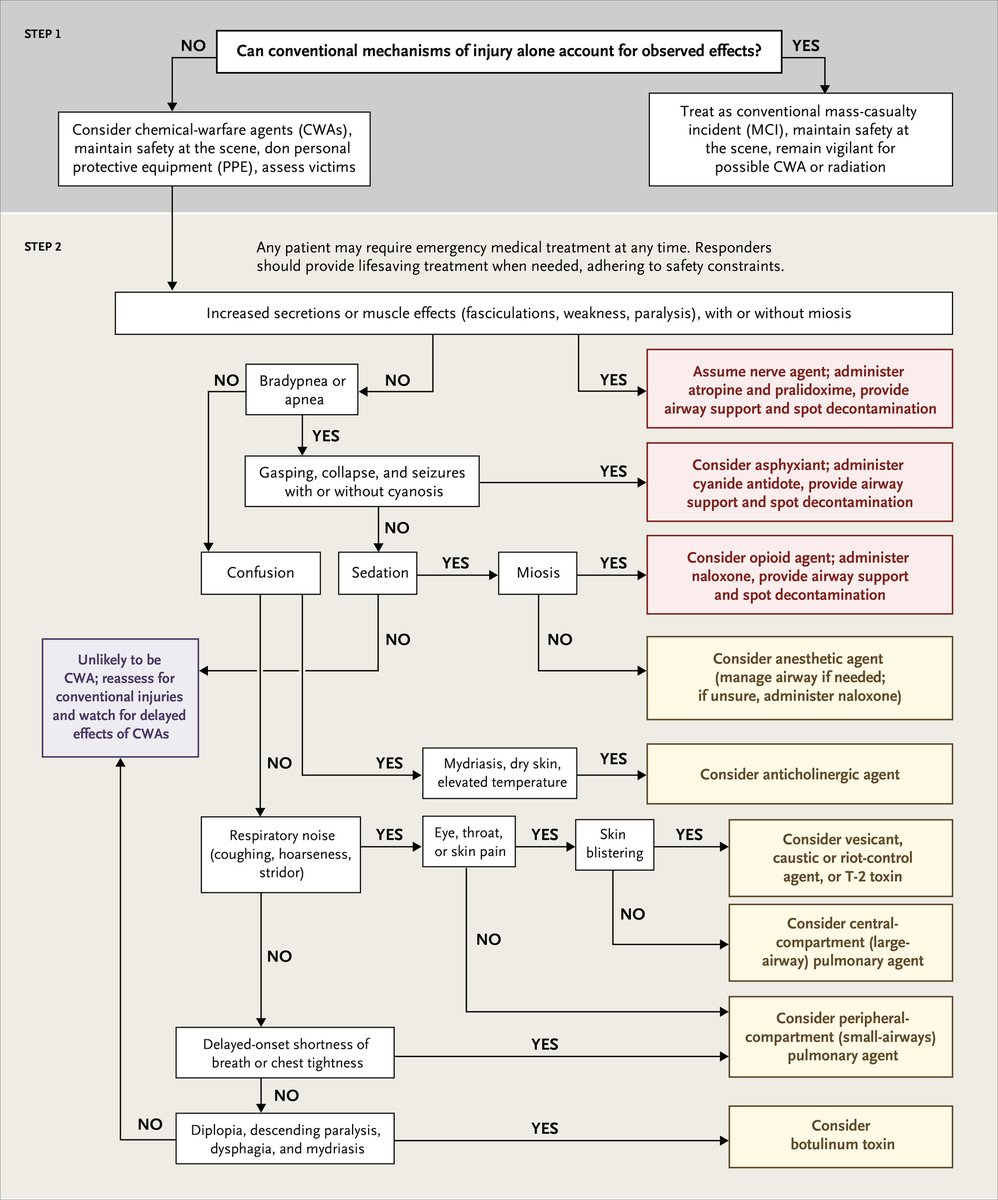 STEP 1
NO
Can conventional mechanisms of injury alone account for observed effects?
YES
Consider chemical-warfare agents (CWAs),
maintain safety at the scene, don personal
protective equipment (PPE), assess victims
Treat as conventional mass-casualty
incident (MCI), maintain safety at
the scene, remain vigilant for
possible CWA or radiation
STEP 2
Any patient may require emergency medical treatment at any time. Responders
should provide lifesaving treatment when needed, adhering to safety constraints.
Increased secretions or muscle effects (fasciculations, weakness, paralysis), with or without miosis
NO
Bradypnea or
apnea
NO
YES
Assume nerve agent; administer
atropine and pralidoxime, provide
airway support and spot decontamination
YES
Gasping, collapse, and seizures
with or without cyanosis
YES
Consider asphyxiant; administer
cyanide antidote, provide airway
support and spot decontamination
NO
Confusion
Sedation
YES
Miosis
YES
Consider opioid agent; administer
naloxone, provide airway support
and spot decontamination
NO
NO
Unlikely to be
CWA; reassess for
conventional injuries
and watch for delayed
effects of CWAs
Consider anesthetic agent
(manage airway if needed;
if unsure, administer naloxone)
NO
YES
Mydriasis, dry skin,
elevated temperature
YES
Consider anticholinergic agent
Respiratory noise
(coughing, hoarseness,
stridor)
YES
Eye, throat,
or skin pain
YES
Skin
blistering
YES
Consider vesicant,
caustic or riot-control
agent, or T-2 toxin
NO
Consider central-
compartment (large-
airway) pulmonary agent
NO
NO
Consider peripheral-
compartment (small-airways)
pulmonary agent
Delayed-onset shortness of
breath or chest tightness
YES
NO
NO
Diplopia, descending paralysis,
dysphagia, and mydriasis
YES
Consider
botulinum toxin